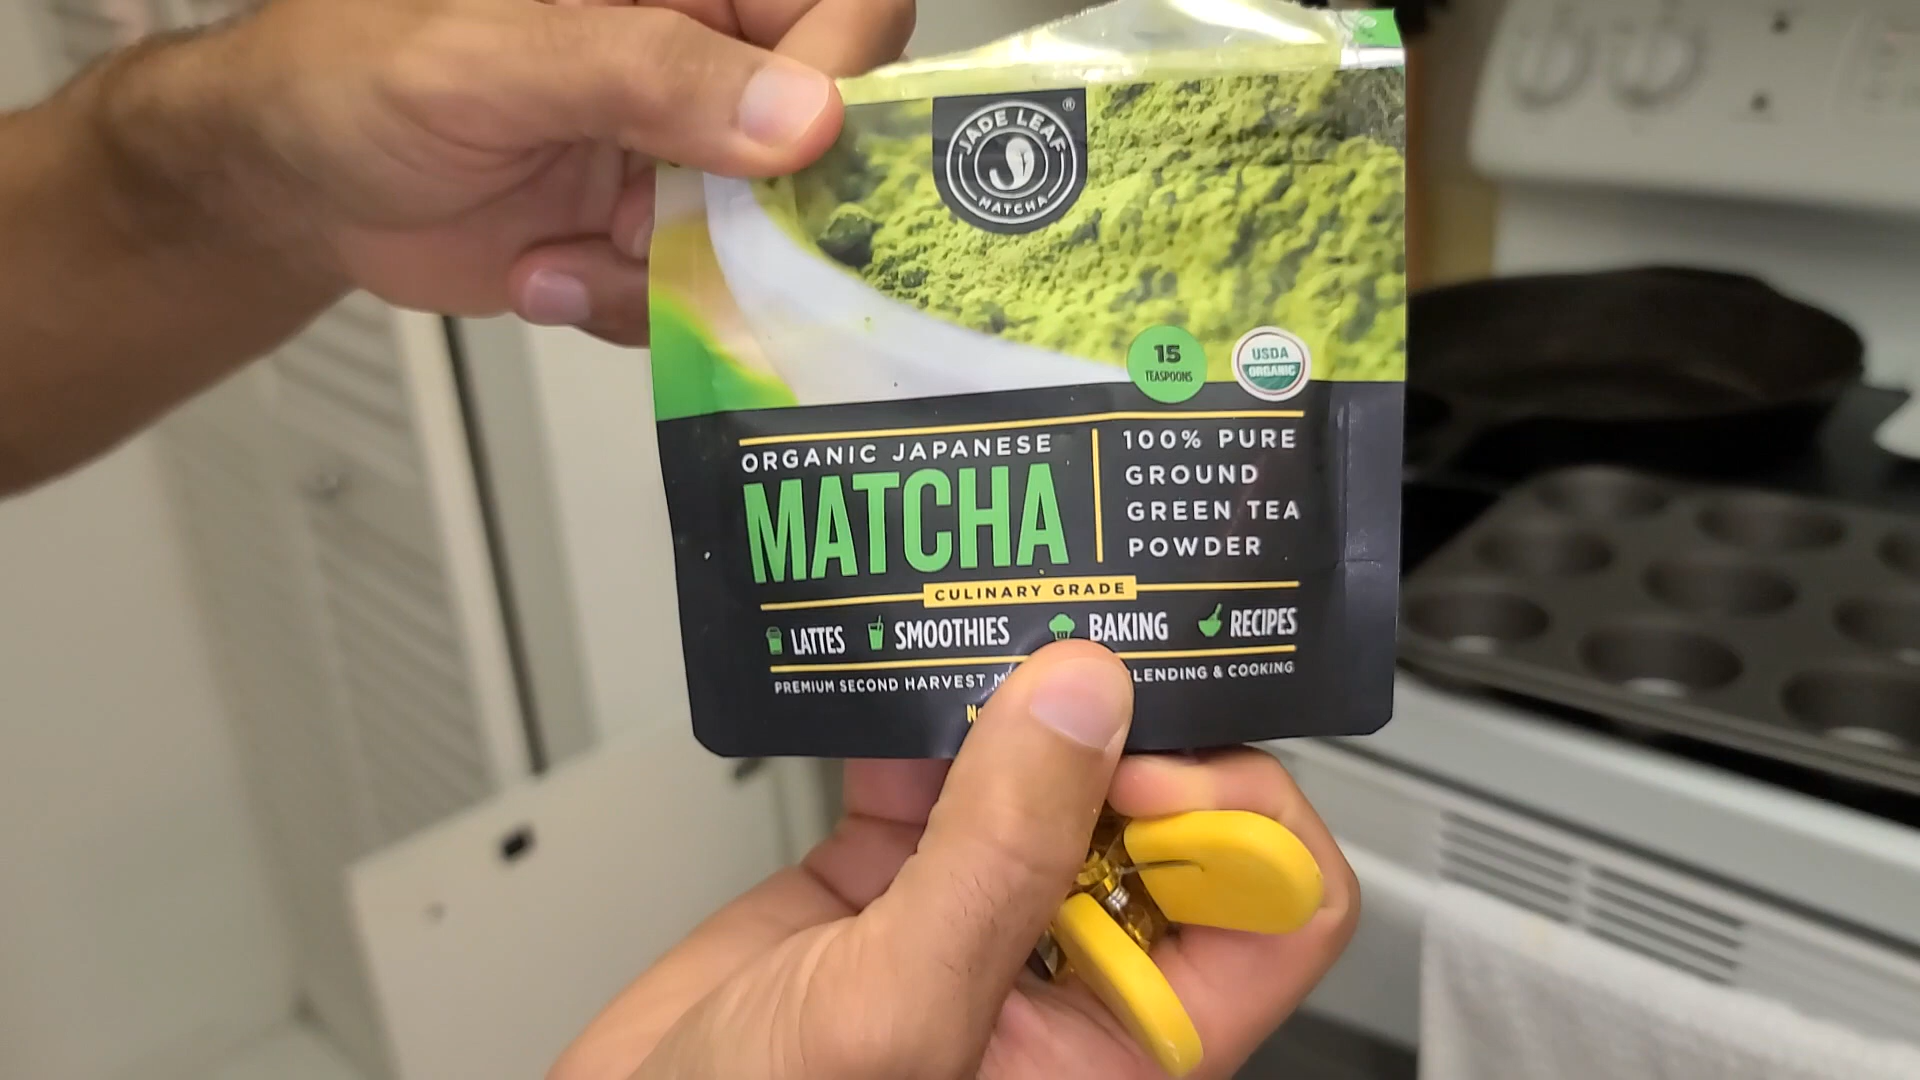 JADE LEAF
MATCHA
®
15
TEASPOONS
USDA
ORGANIC
ORGANIC JAPANESE
MATCHA
100% PURE
GROUND
GREEN TEA
POWDER
CULINARY GRADE
LATTES SMOOTHIES BAKING RECIPES
PREMIUM SECOND HARVEST M LENDING & COOKING